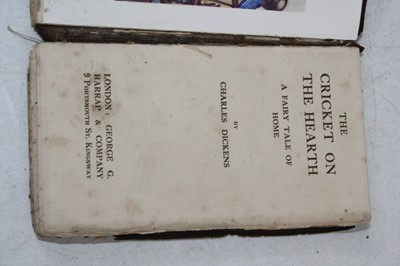 THE
CRICKET ON
THE HEARTH
A FAIRY TALE OF
HOME
BY
CHARLES DICKENS
LONDON: GEORGE G.
HARRAP & COMPANY
9 PORTSMOUTH ST. KINGSWAY